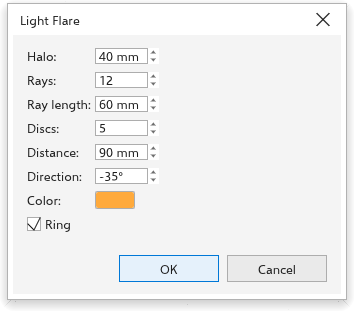 Light Flare
Halo: 40 mm
Rays: 12
Ray length: 60 mm
Discs: 5
Distance: 90 mm
Direction: -35°
Color:
Ring
OK Cancel